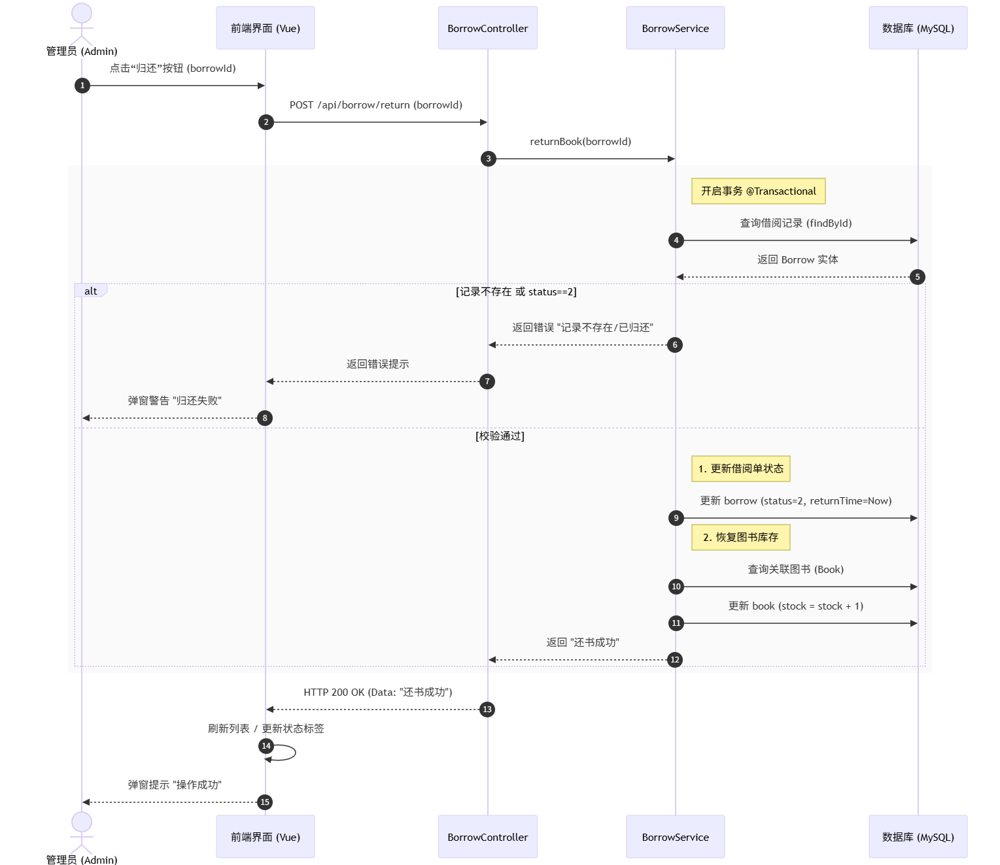 管理员 (Admin)
前端界面 (Vue)
BorrowController
BorrowService
数据库 (MySQL)
点击“归还”按钮 (borrowId)
1
POST /api/borrow/return (borrowId)
2
returnBook(borrowId)
3
开启事务 @Transactional
查询借阅记录 (findById)
4
返回 Borrow 实体
5
alt
[记录不存在 或 status==2]
返回错误 "记录不存在/已归还"
6
返回错误提示
7
弹窗警告 "归还失败"
8
[校验通过]
1. 更新借阅单状态
更新 borrow (status=2, returnTime=Now)
9
2. 恢复图书库存
查询关联图书 (Book)
10
更新 book (stock = stock + 1)
11
返回 "还书成功"
12
HTTP 200 OK (Data: "还书成功")
13
刷新列表 / 更新状态标签
14
弹窗提示 "操作成功"
15
管理员 (Admin)
前端界面 (Vue)
BorrowController
BorrowService
数据库 (MySQL)